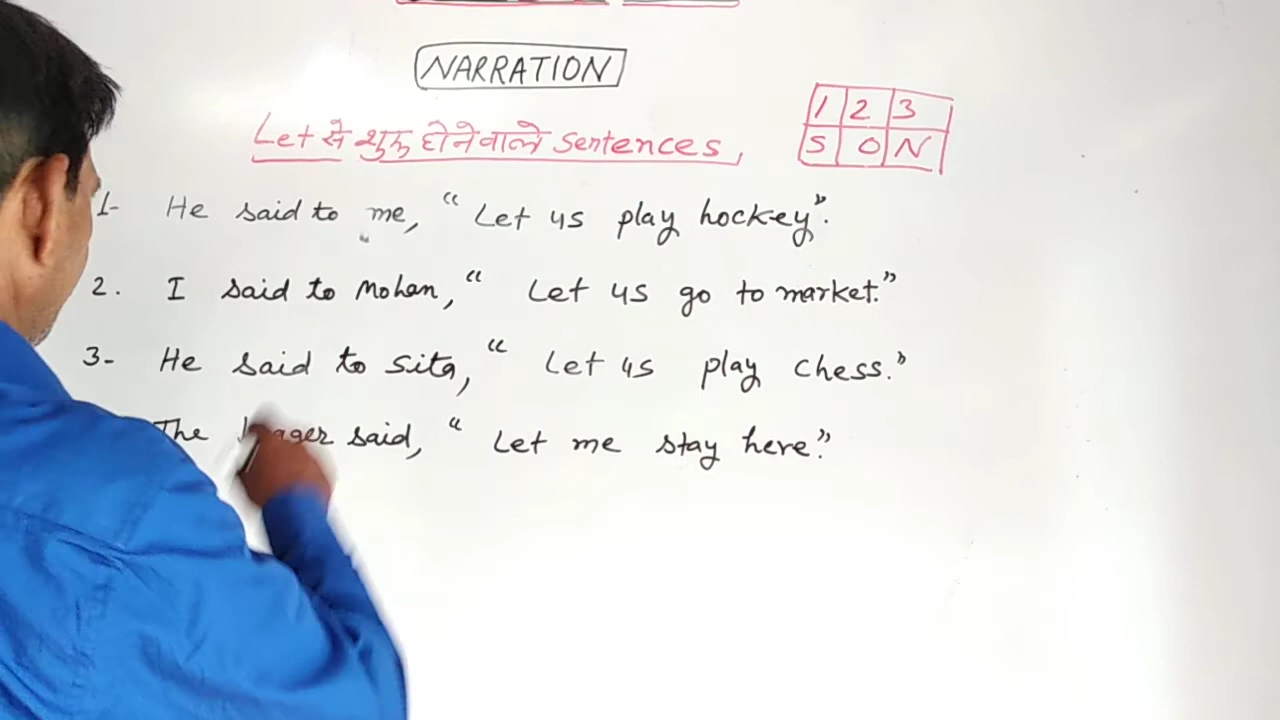 NARRATION
Let से शुरू होने वाले Sentences,
1 2 3
S O N
1- He said to me, “Let us play hockey”.
2. I said to Mohan, “Let us go to market.”
3- He said to Sita, “Let us play chess.”
The said, “Let me stay here.”